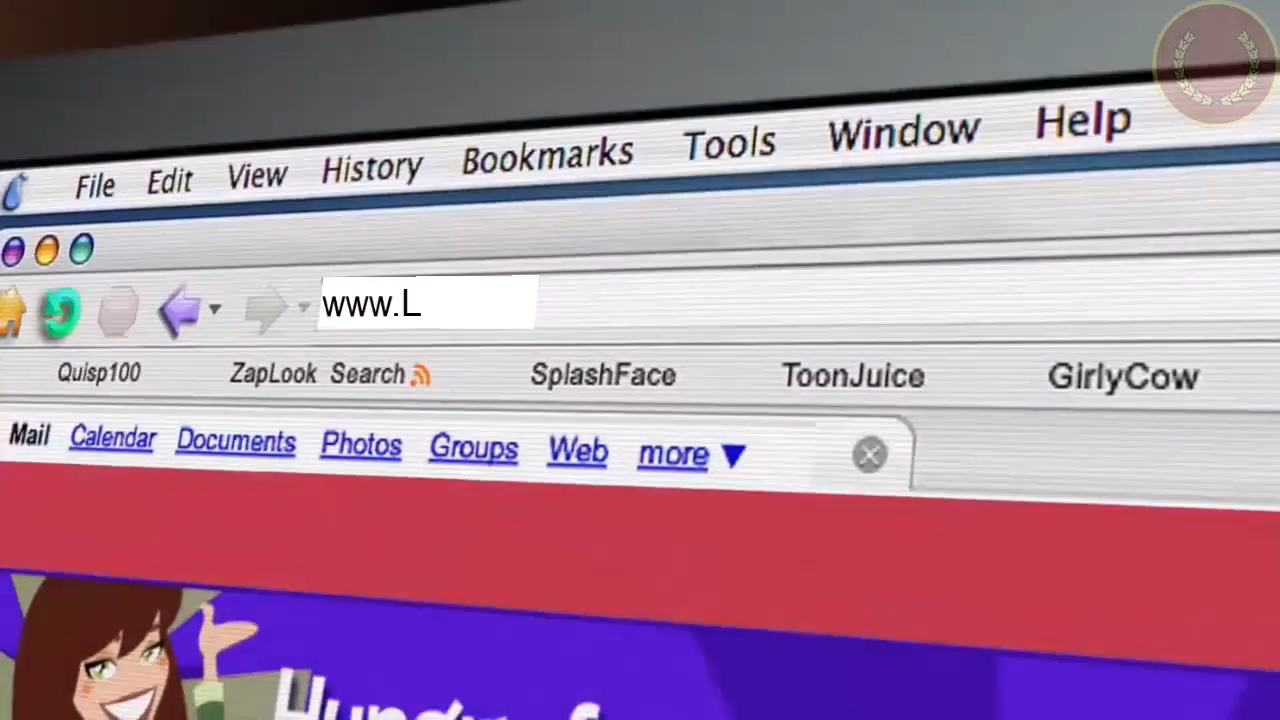 File Edit View History Bookmarks Tools Window Help
www.L
Quisp100 ZapLook Search SplashFace ToonJuice GirlyCow
Mail Calendar Documents Photos Groups Web more